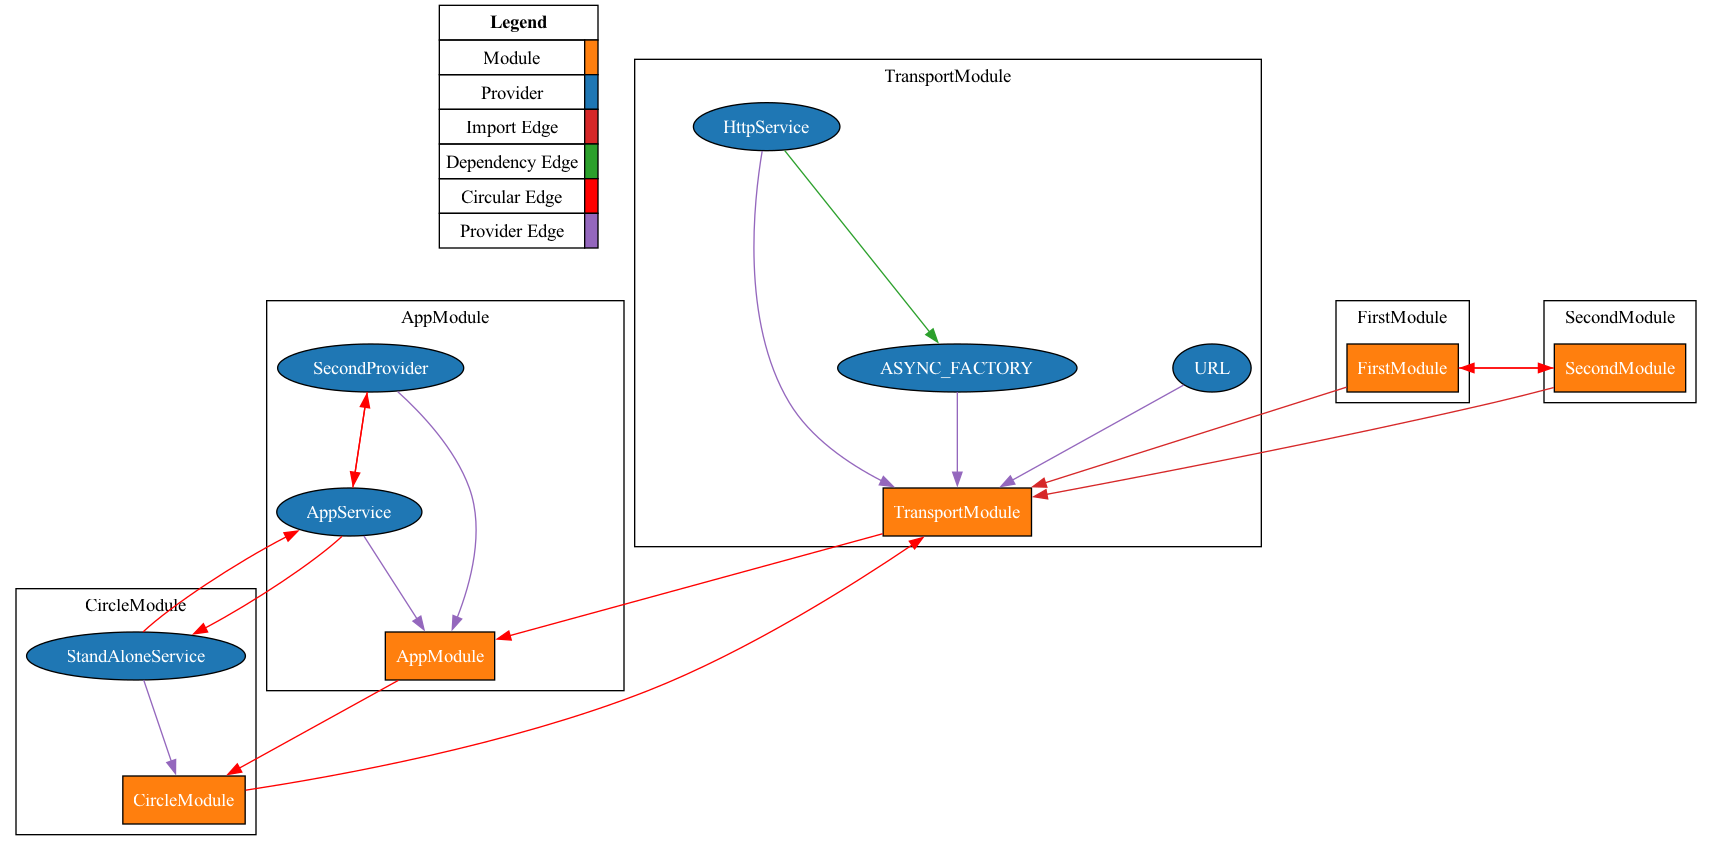 Legend
Module
Provider
Import Edge
Dependency Edge
Circular Edge
Provider Edge
TransportModule
HttpService
ASYNC_FACTORY
URL
TransportModule
AppModule
SecondProvider
AppService
AppModule
CircleModule
StandAloneService
CircleModule
FirstModule
FirstModule
SecondModule
SecondModule